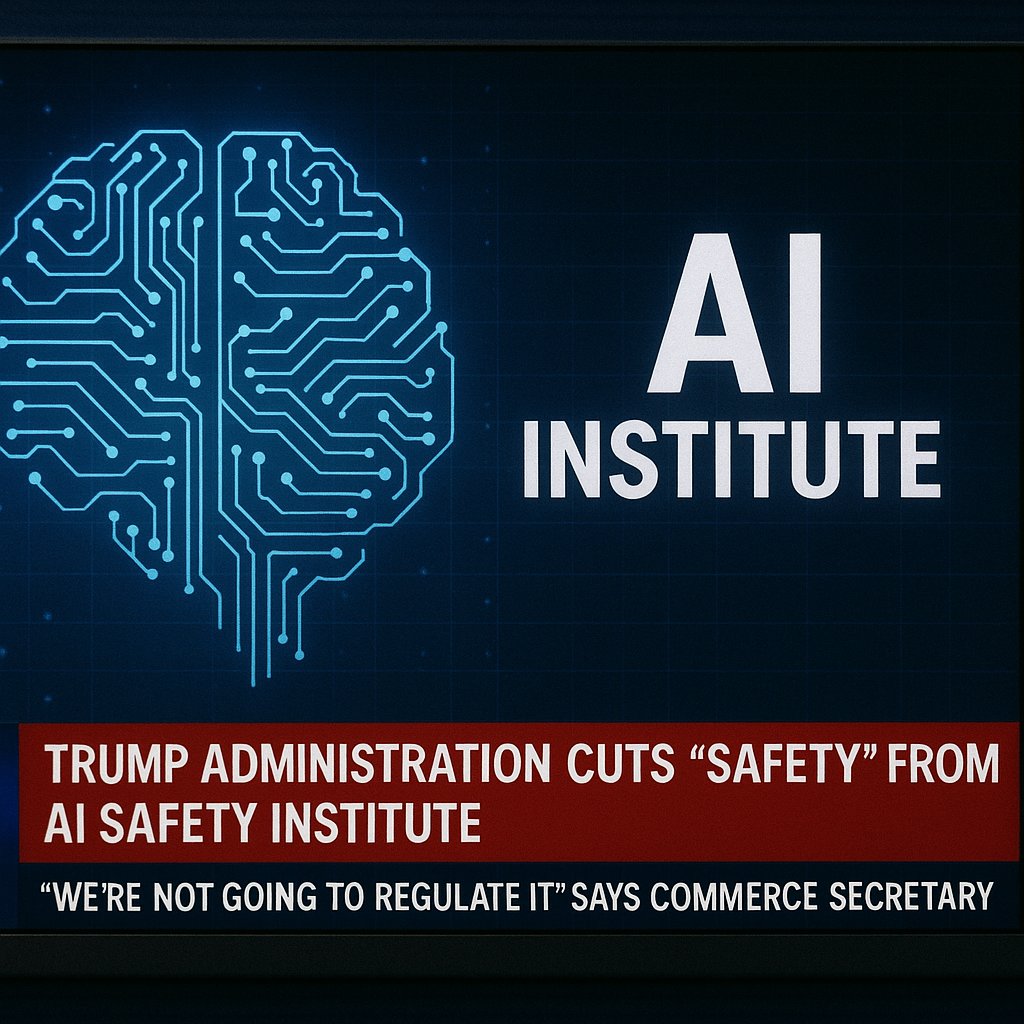 AI
INSTITUTE
TRUMP ADMINISTRATION CUTS “SAFETY” FROM
AI SAFETY INSTITUTE
“WE’RE NOT GOING TO REGULATE IT” SAYS COMMERCE SECRETARY